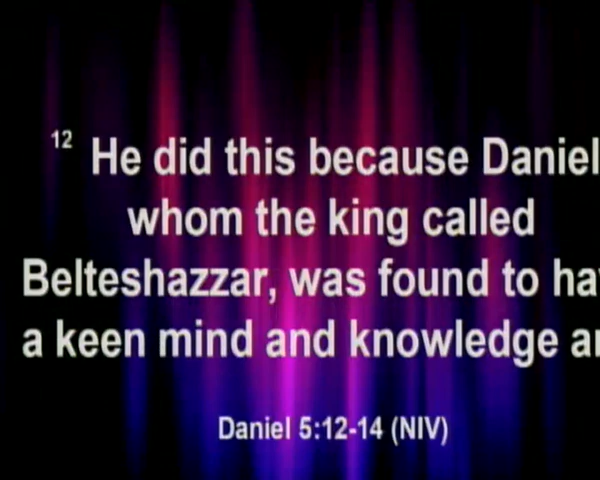 12 He did this because Daniel
whom the king called
Belteshazzar, was found to
a keen mind and knowledge
Daniel 5:12-14 (NIV)